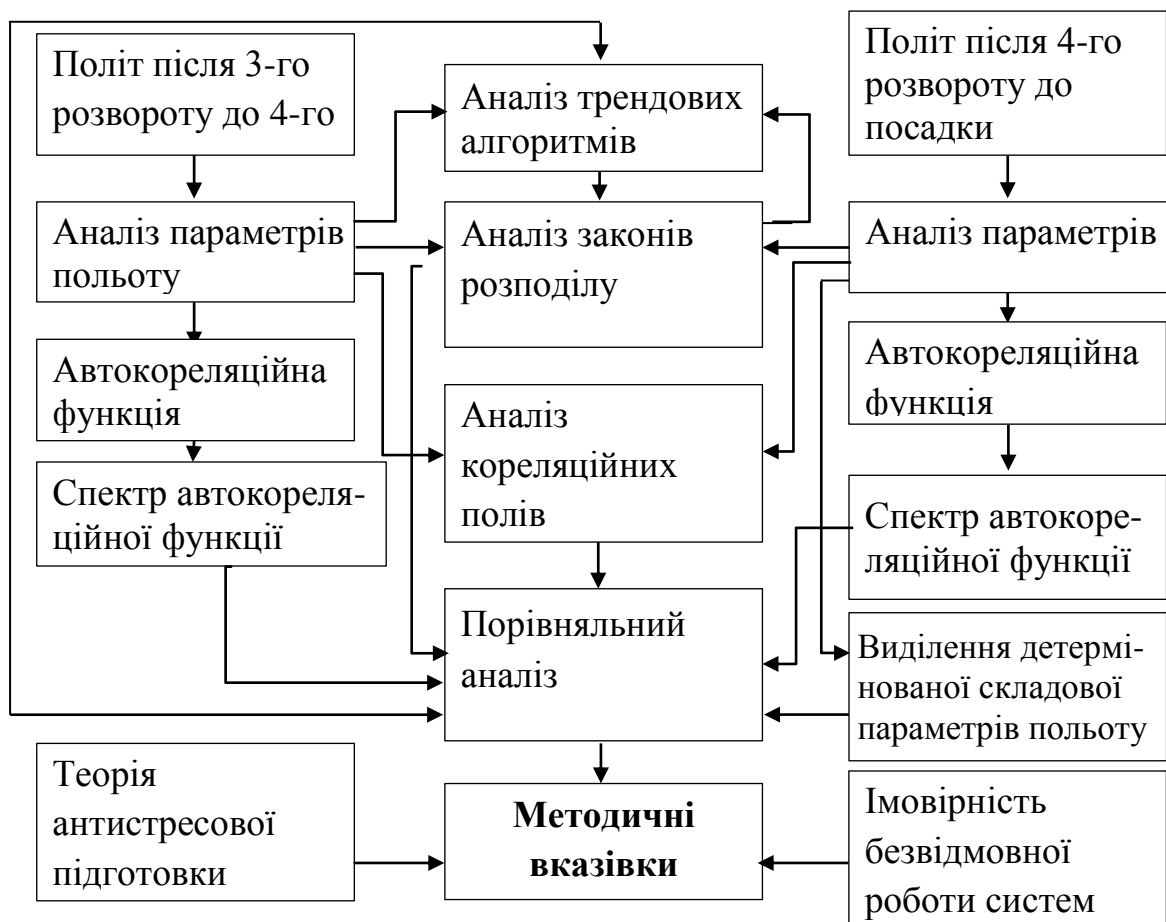 Політ після 3-го
розвороту до 4-го
Аналіз параметрів
польоту
Автокореляційна
функція
Спектр автокореля-
ційної функції
Теорія
антистресової
підготовки
Аналіз трендових
алгоритмів
Аналіз законів
розподілу
Аналіз
кореляційних
полів
Порівняльний
аналіз
Методичні
вказівки
Політ після 4-го
розвороту до
посадки
Аналіз параметрів
Автокореляційна
функція
Спектр автокоре-
ляційної функції
Виділення детермі-
нованої складової
параметрів польоту
Імовірність
безвідмовної
роботи систем